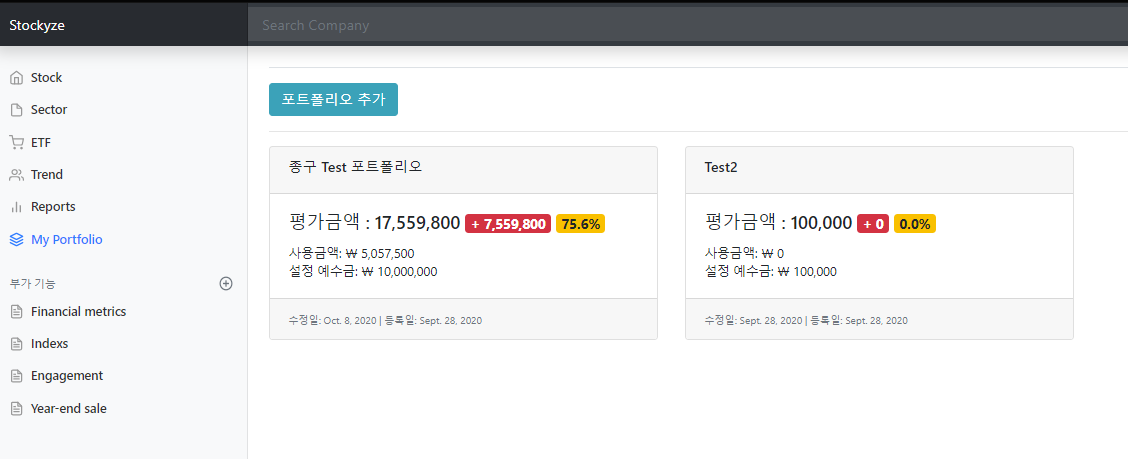 Stockyze
Search Company
Stock
Sector
ETF
Trend
Reports
My Portfolio
부가 기능
Financial metrics
Indexs
Engagement
Year-end sale
포트폴리오 추가
종구 Test 포트폴리오
평가금액 : 17,559,800 + 7,559,800 75.6%
사용금액: ₩ 5,057,500
설정 예수금: ₩ 10,000,000
수정일: Oct. 8, 2020 | 등록일: Sept. 28, 2020
Test2
평가금액 : 100,000 + 0 0.0%
사용금액: ₩ 0
설정 예수금: ₩ 100,000
수정일: Sept. 28, 2020 | 등록일: Sept. 28, 2020